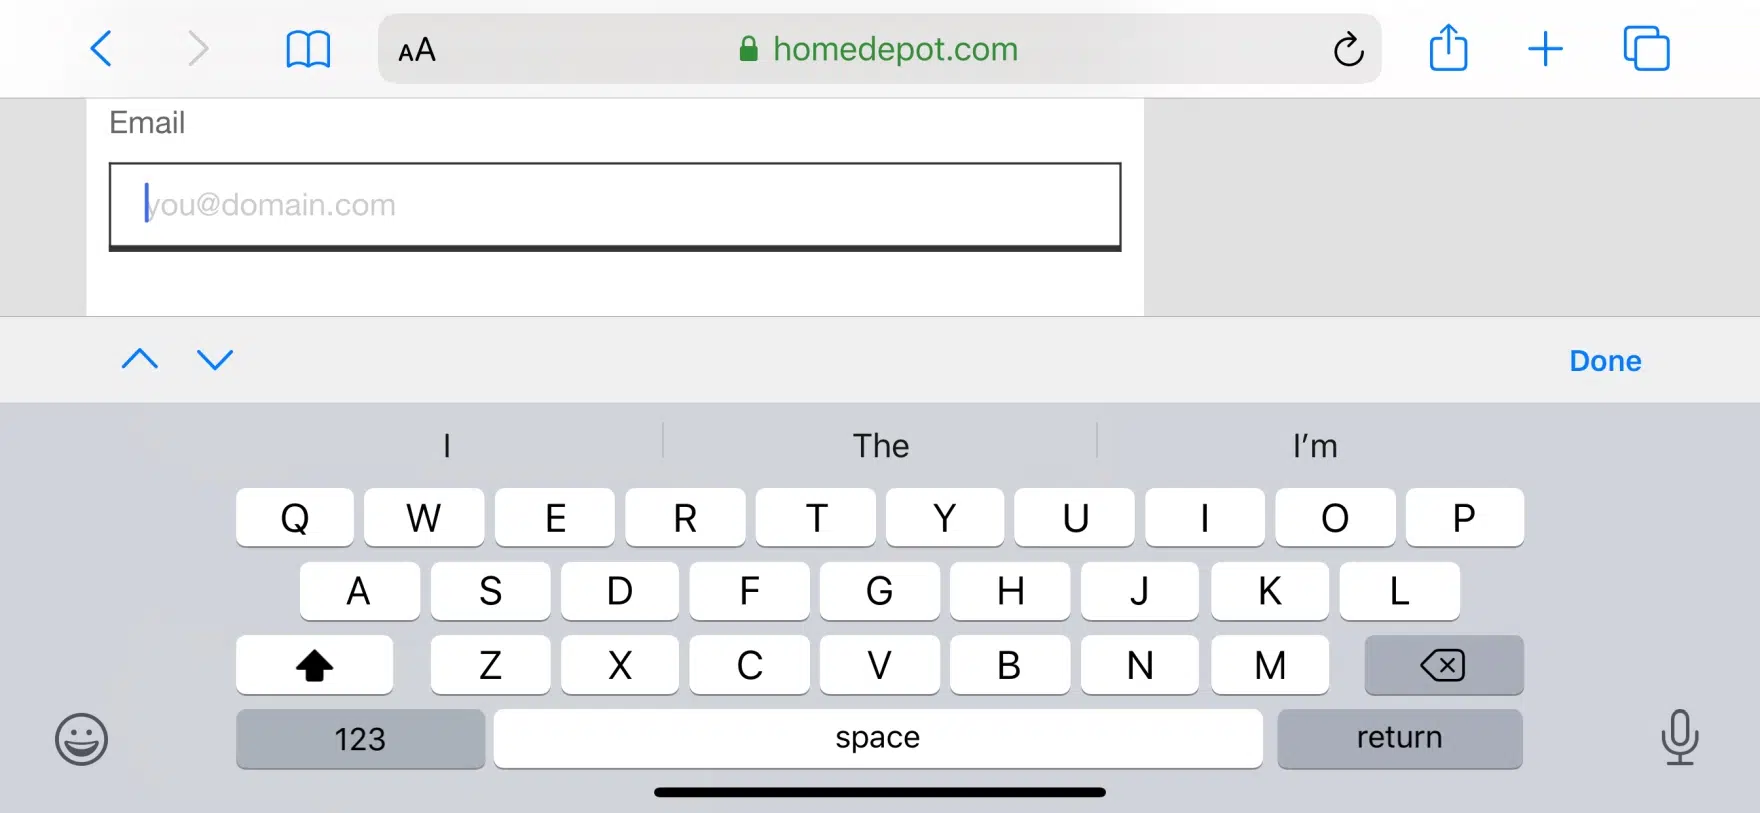 AA homedepot.com
Email
you@domain.com
Done
I The I’m
Q W E R T Y U I O P
A S D F G H J K L
Z X C V B N M
123 space return